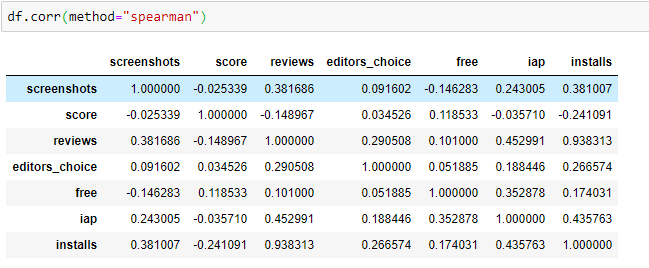 df.corr(method="spearman")
screenshots score reviews editors_choice free iap installs
screenshots 1.000000 -0.025339 0.381686 0.091602 -0.146283 0.243005 0.381007
score -0.025339 1.000000 -0.148967 0.034526 0.118533 -0.035710 -0.241091
reviews 0.381686 -0.148967 1.000000 0.290508 0.101000 0.452991 0.938313
editors_choice 0.091602 0.034526 0.290508 1.000000 0.051885 0.188446 0.266574
free -0.146283 0.118533 0.101000 0.051885 1.000000 0.352878 0.174031
iap 0.243005 -0.035710 0.452991 0.188446 0.352878 1.000000 0.435763
installs 0.381007 -0.241091 0.938313 0.266574 0.174031 0.435763 1.000000